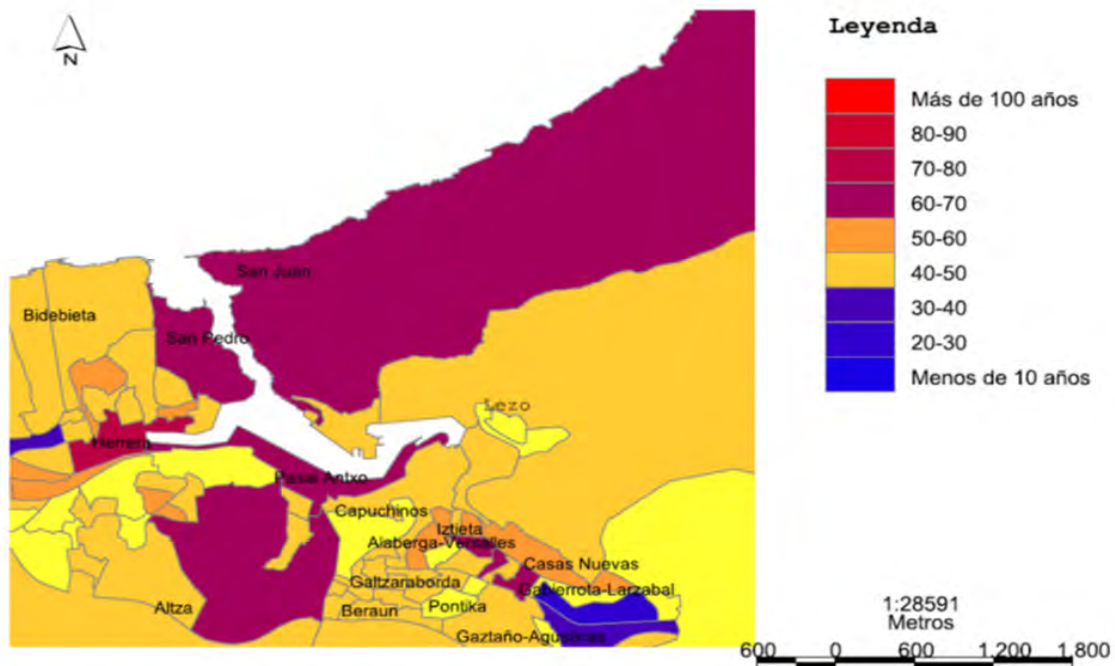 N
Leyenda
Más de 100 años
80-90
70-80
60-70
50-60
40-50
30-40
20-30
Menos de 10 años
San Juan
Bidebieta
San Pedro
Lezo
Herrera
Pasai Antxo
Capuchinos
Iztieta
Alaberga-Versalles
Casas Nuevas
Galtzaraborda
Gabierrota-Larzabal
Altza
Beraun
Pontika
Gaztaño-Agustinas
1:28591
Metros
600 0 600 1.200 1.800